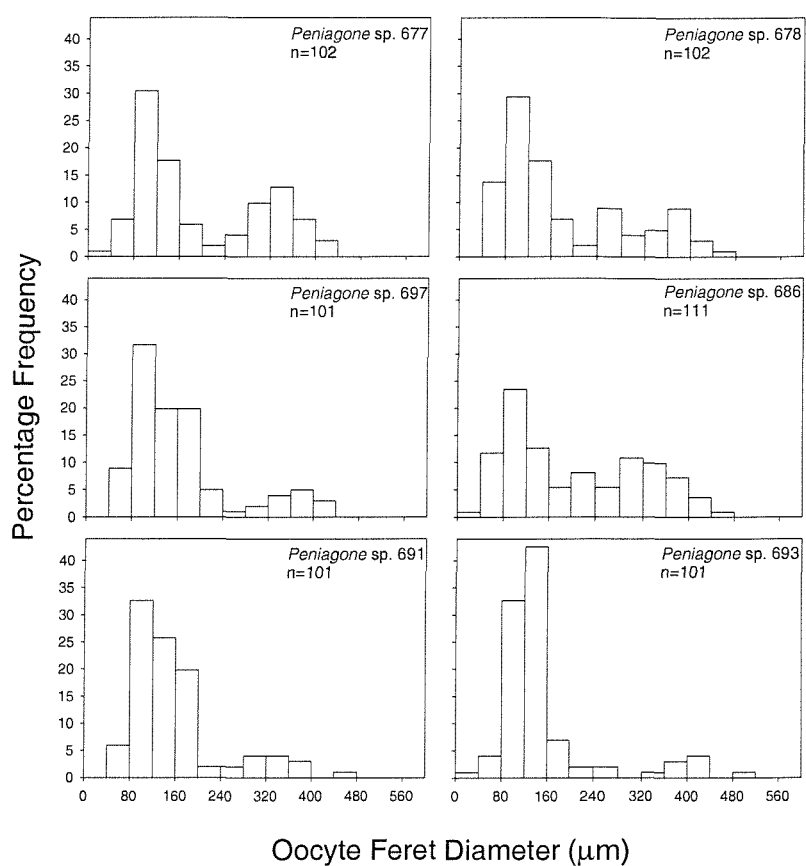 Peniagone sp. 677
n=102
Peniagone sp. 678
n=102
40
35
30
25
20
15
10
5
0
Peniagone sp. 697
n=101
Peniagone sp. 686
n=111
40
35
30
25
20
15
10
5
0
Peniagone sp. 691
n=101
Peniagone sp. 693
n=101
40
35
30
25
20
15
10
5
0
Percentage Frequency
0 80 160 240 320 400 480 560
0 80 160 240 320 400 480 560
Oocyte Feret Diameter (μm)